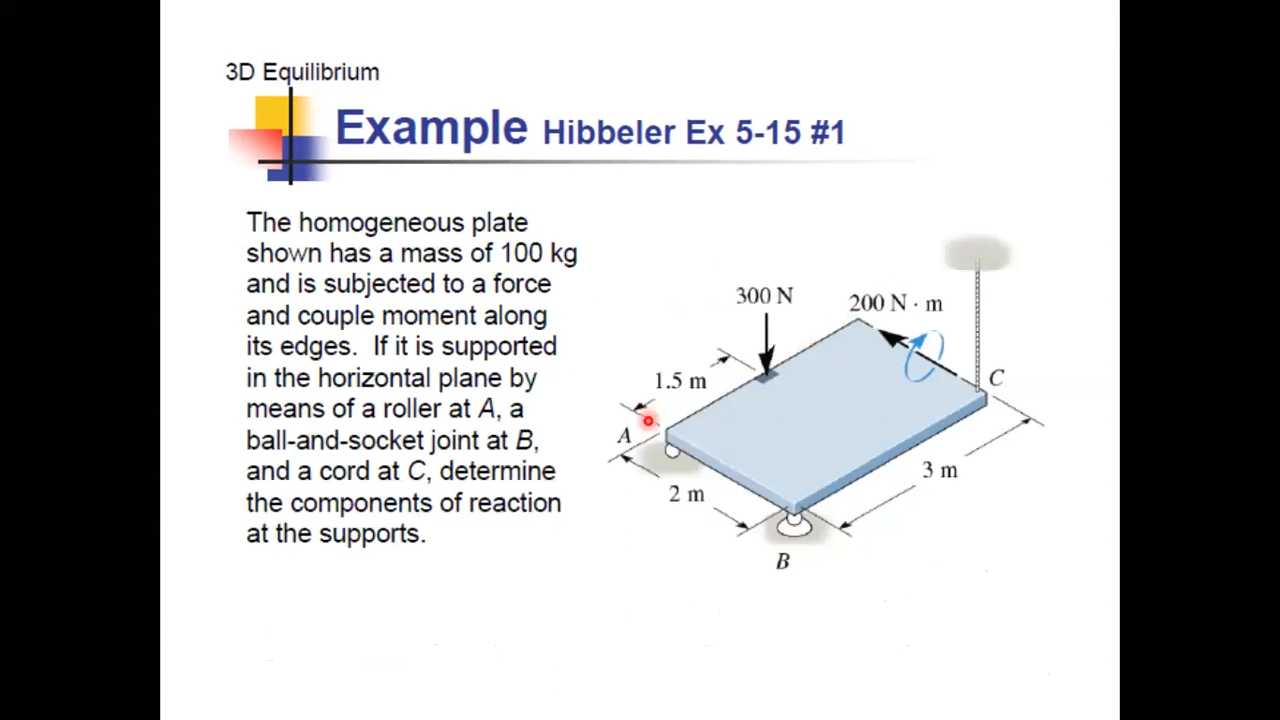 3D Equilibrium
Example Hibbeler Ex 5-15 #1
The homogeneous plate
shown has a mass of 100 kg
and is subjected to a force
and couple moment along
its edges.  If it is supported
in the horizontal plane by
means of a roller at A, a
ball-and-socket joint at B,
and a cord at C, determine
the components of reaction
at the supports.
300 N
200 N · m
1.5 m
C
A
3 m
2 m
B